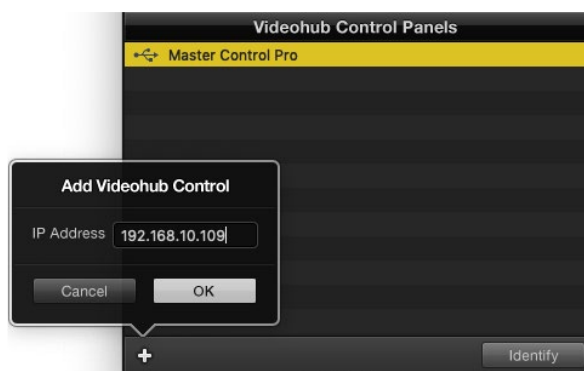 Videohub Control Panels
Master Control Pro
Add Videohub Control
IP Address 192.168.10.109
Cancel OK
+ Identify